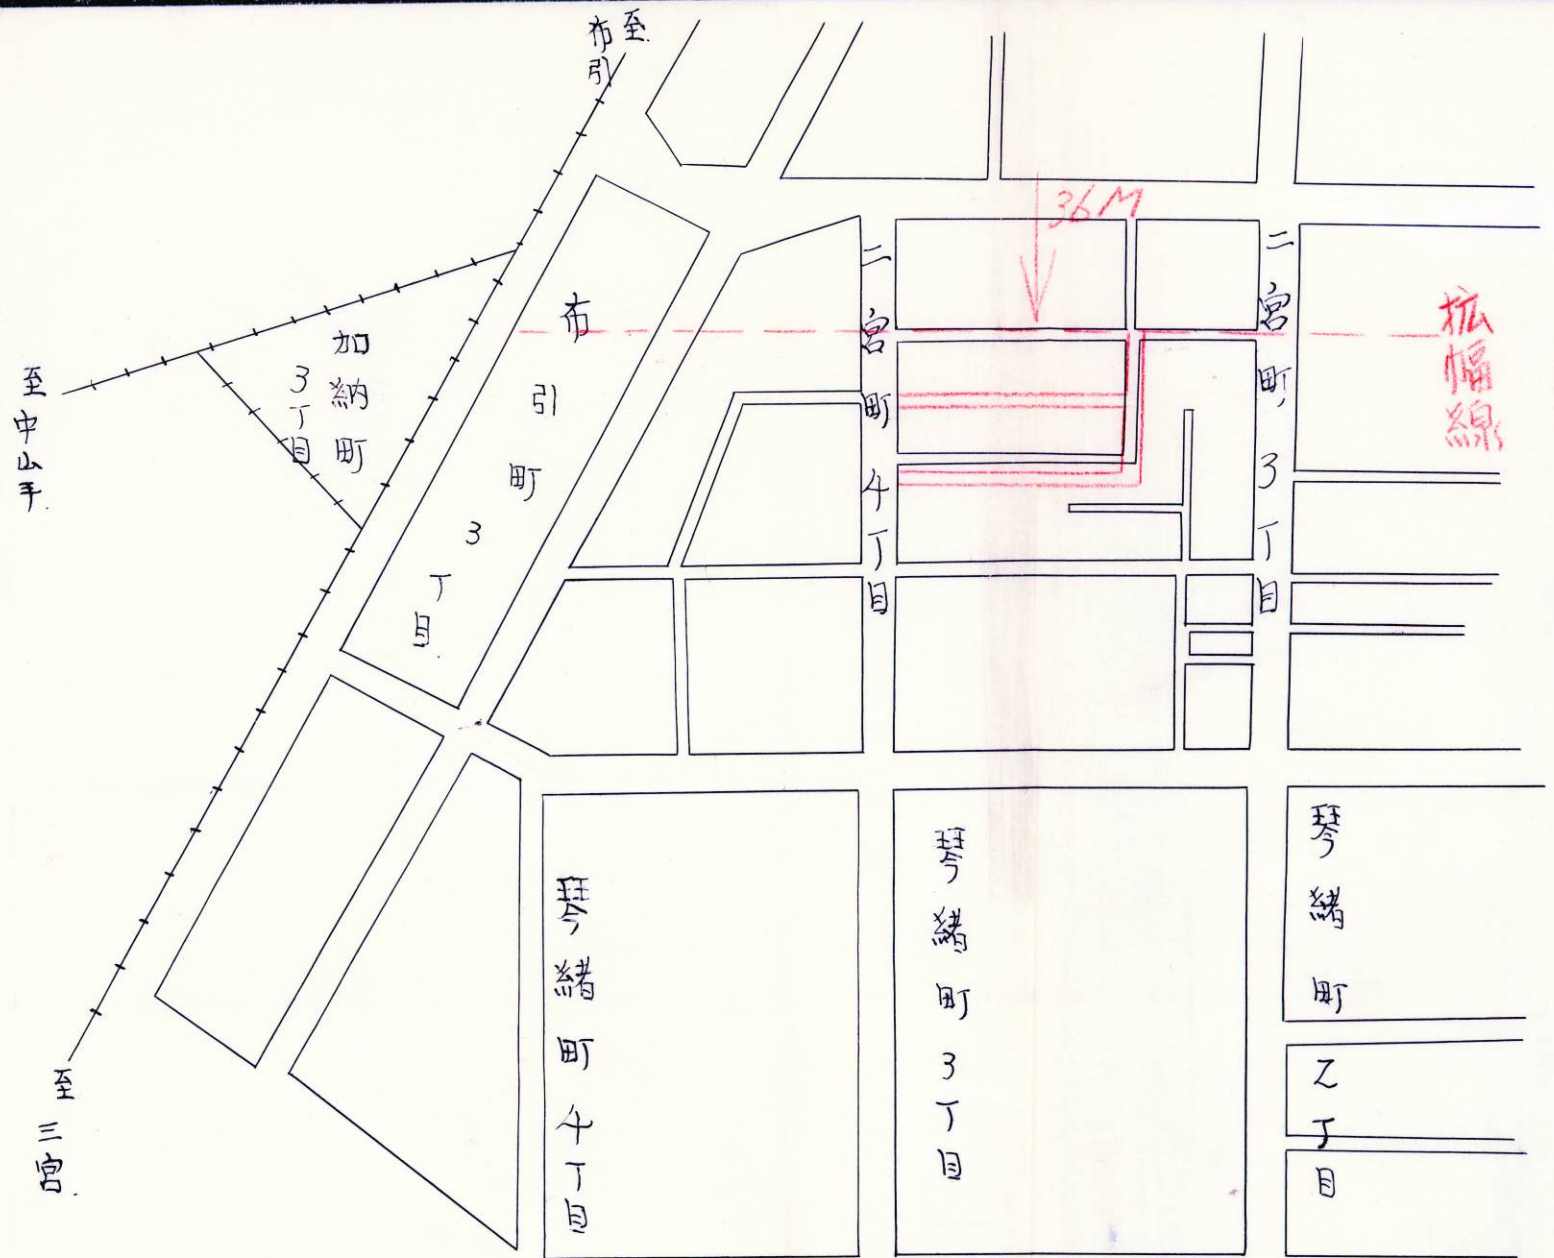 至布引
至中山手.
加納町3丁目
布引町3丁目.
二宮町4丁目
36M
二宮町3丁目
拡幅線
至三宮.
琴緒町4丁目
琴緒町3丁目
琴緒町2丁目